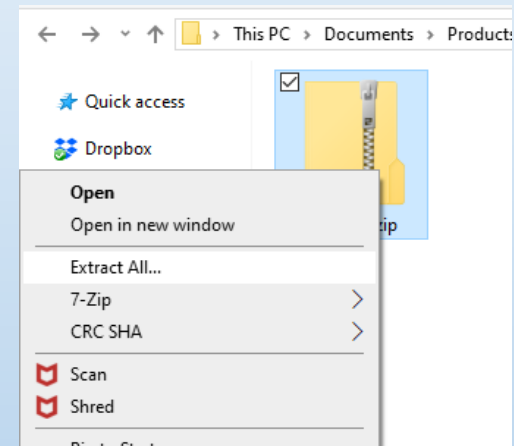 This PC > Documents > Products
Quick access
Dropbox
zip
Open
Open in new window
Extract All...
7-Zip
CRC SHA
Scan
Shred